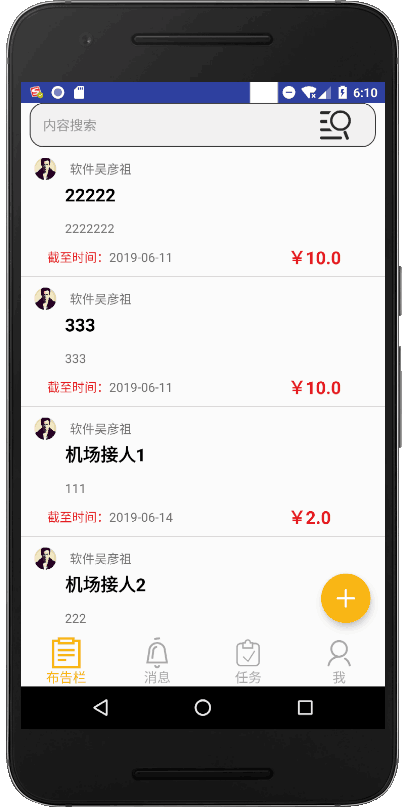 6:10
内容搜索
软件吴彦祖
22222
2222222
截至时间：2019-06-11 ￥10.0
软件吴彦祖
333
333
截至时间：2019-06-11 ￥10.0
软件吴彦祖
机场接人1
111
截至时间：2019-06-14 ￥2.0
软件吴彦祖
机场接人2
222
布告栏 消息 任务 我